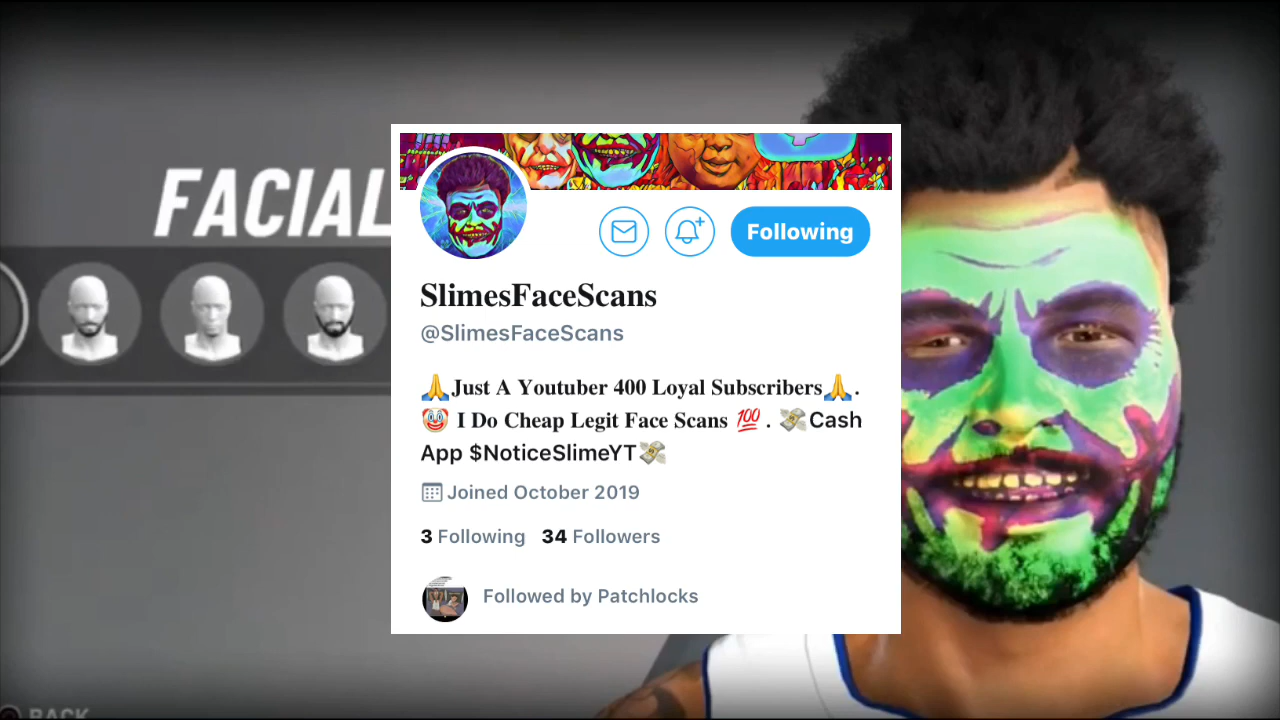 FACIAL
Following
SlimesFaceScans
@SlimesFaceScans
🙏Just A Youtuber 400 Loyal Subscribers🙏.
🤡 I Do Cheap Legit Face Scans 💯 . 💸Cash
App $NoticeSlimeYT💸
Joined October 2019
3 Following 34 Followers
Followed by Patchlocks
BACK